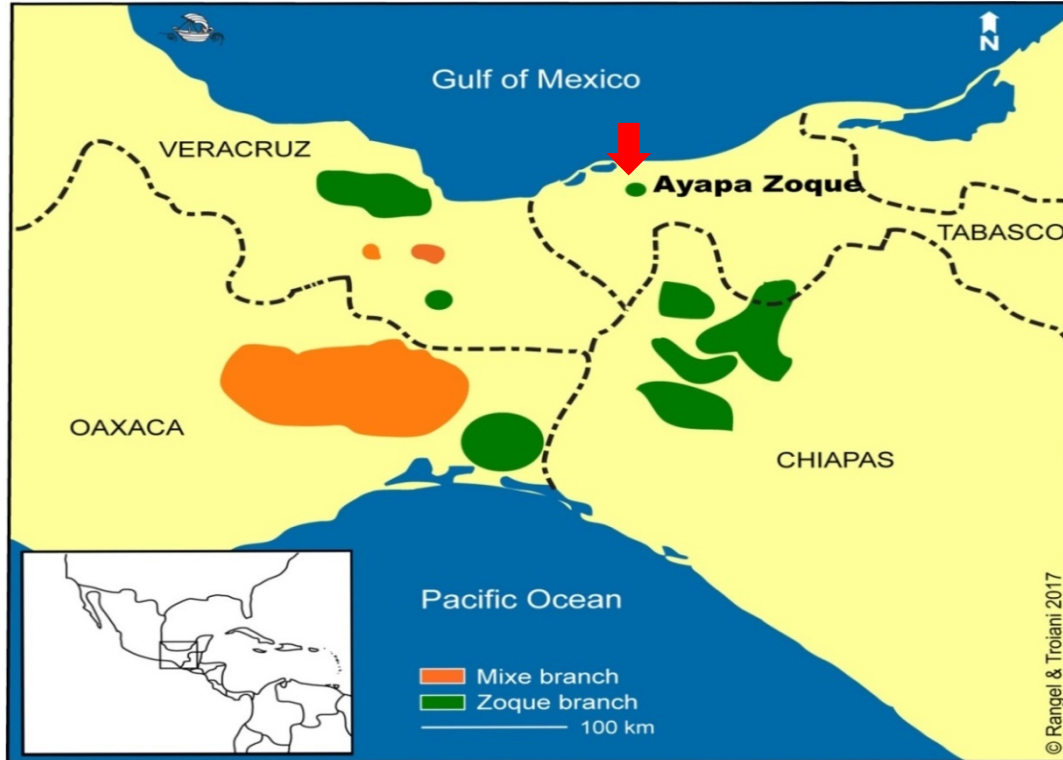 Gulf of Mexico
N
VERACRUZ
Ayapa Zoque
TABASCO
OAXACA
CHIAPAS
Pacific Ocean
Mixe branch
Zoque branch
100 km
© Rangel & Troiani 2017